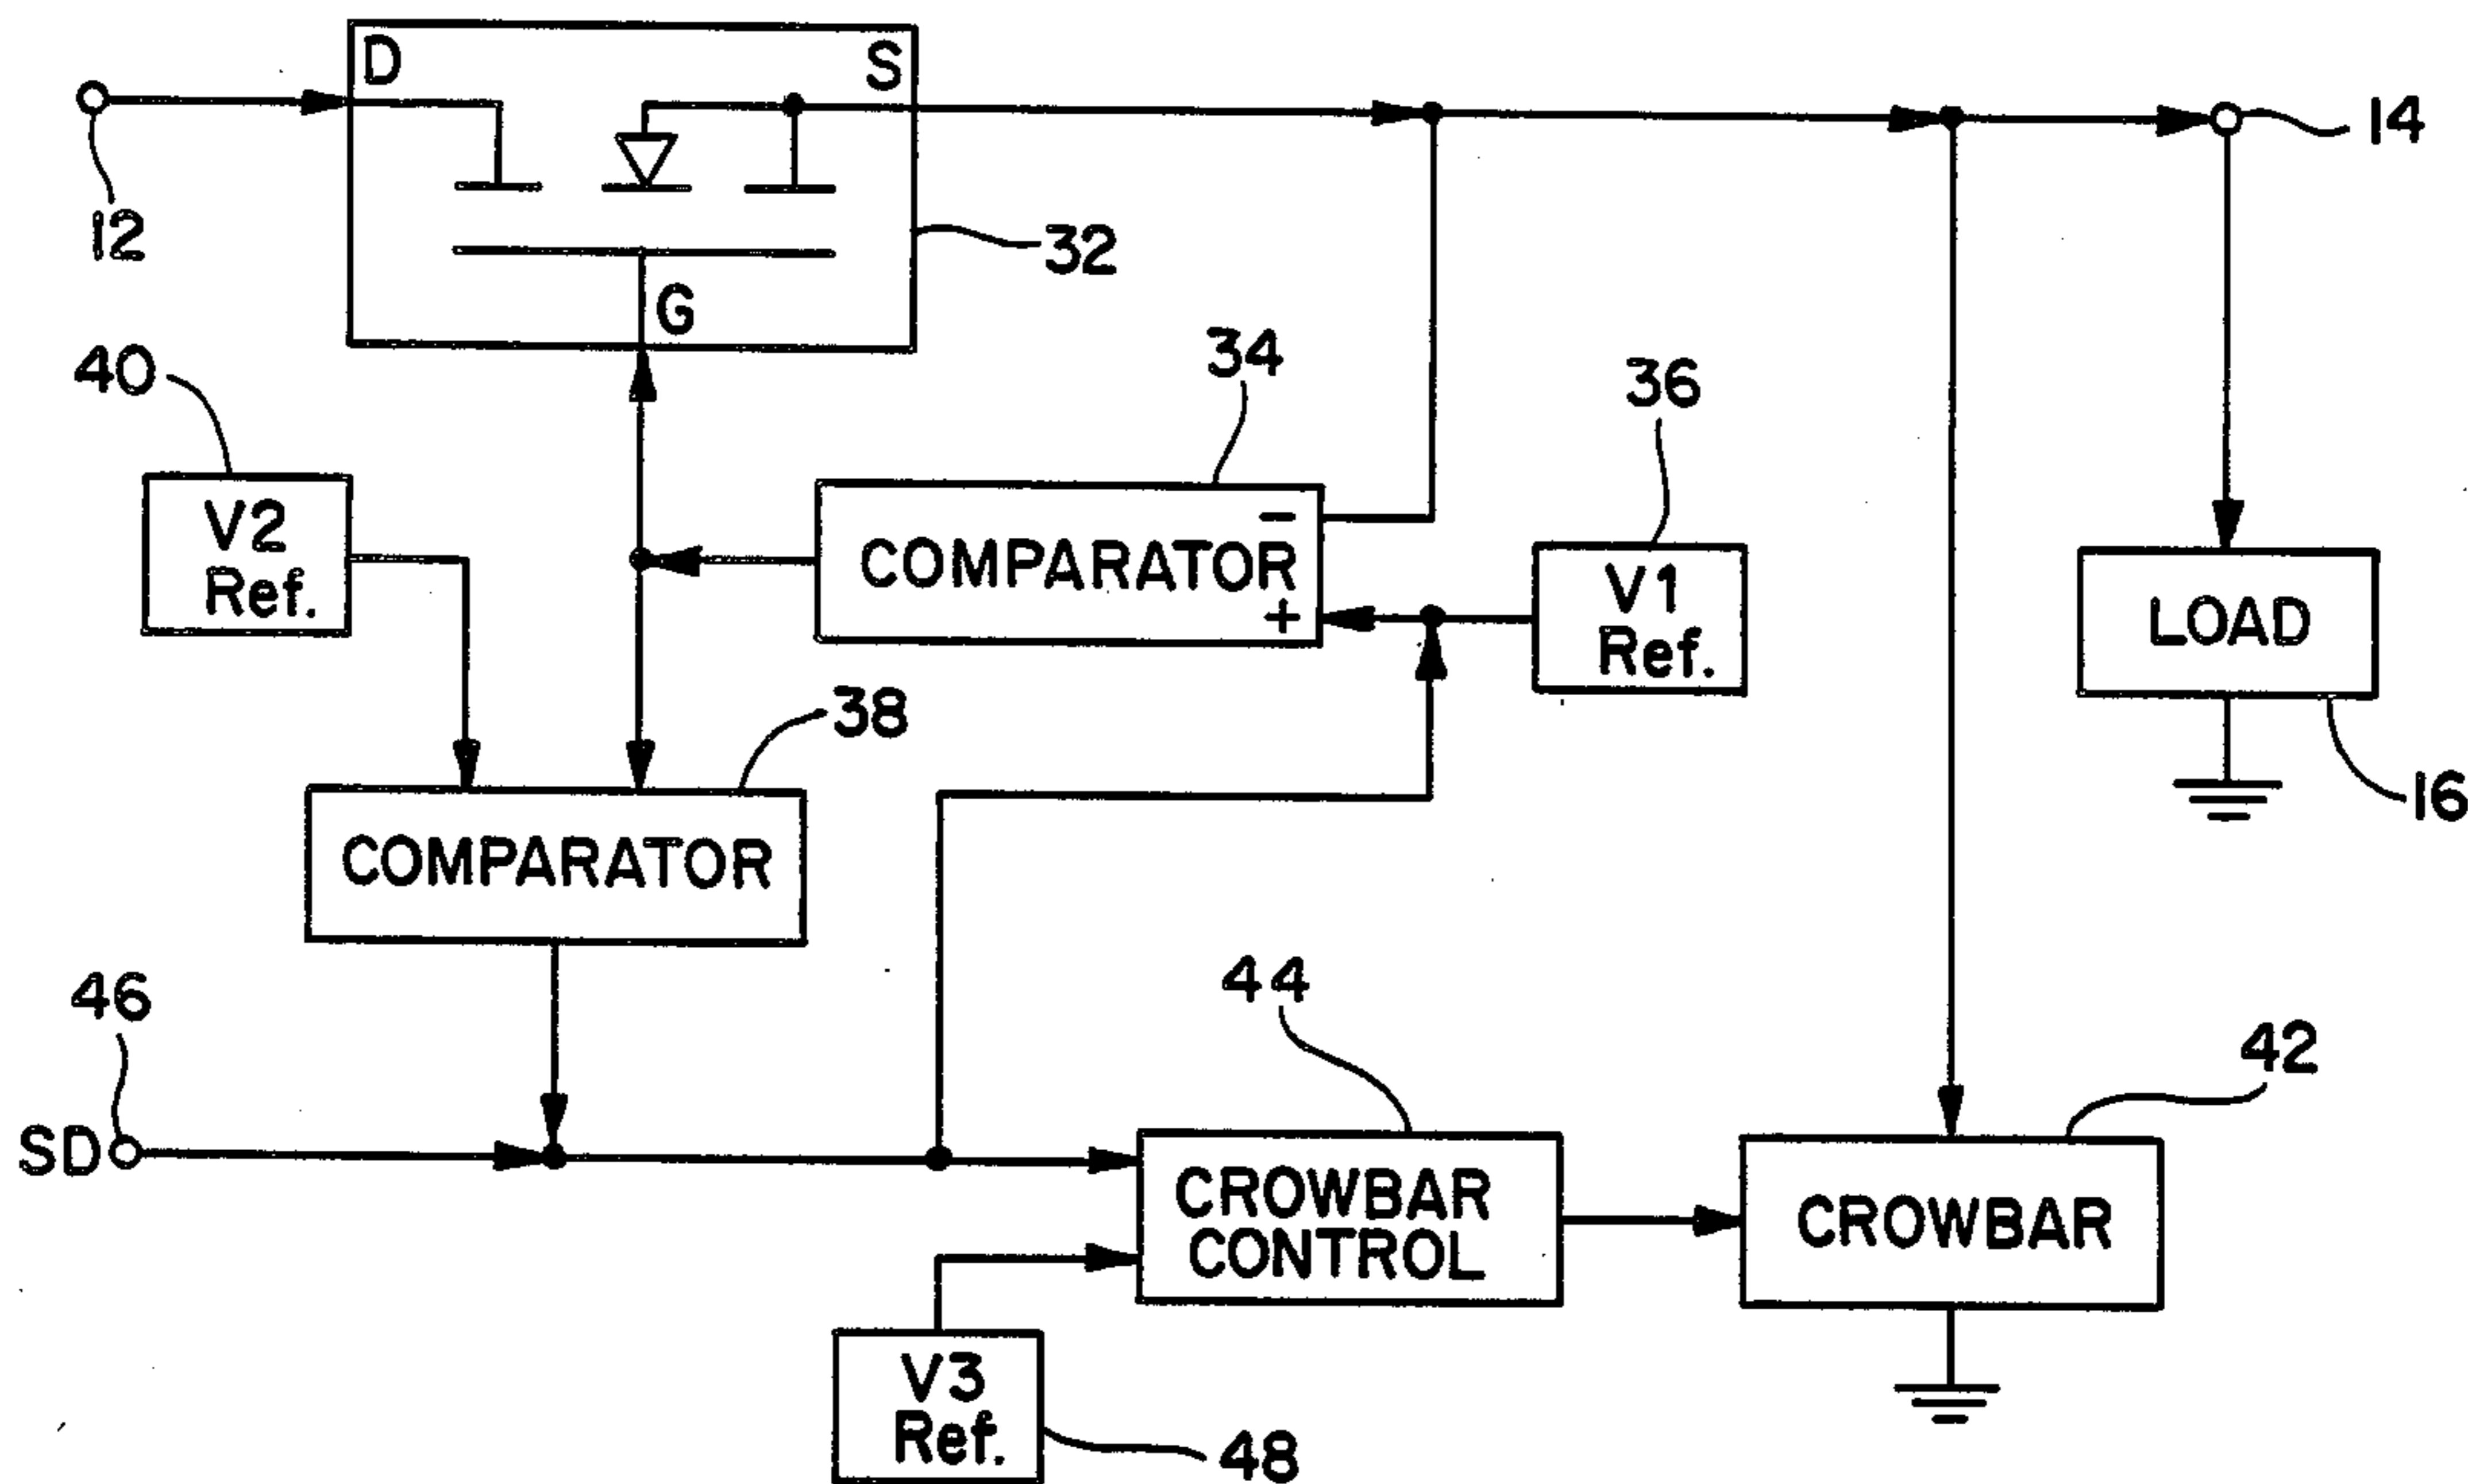 D
S
14
12
32
G
34
40
36
V2
Ref.
−
COMPARATOR
+
V1
Ref.
LOAD
38
16
COMPARATOR
46
44
42
SD
CROWBAR
CONTROL
CROWBAR
V3
Ref.
48